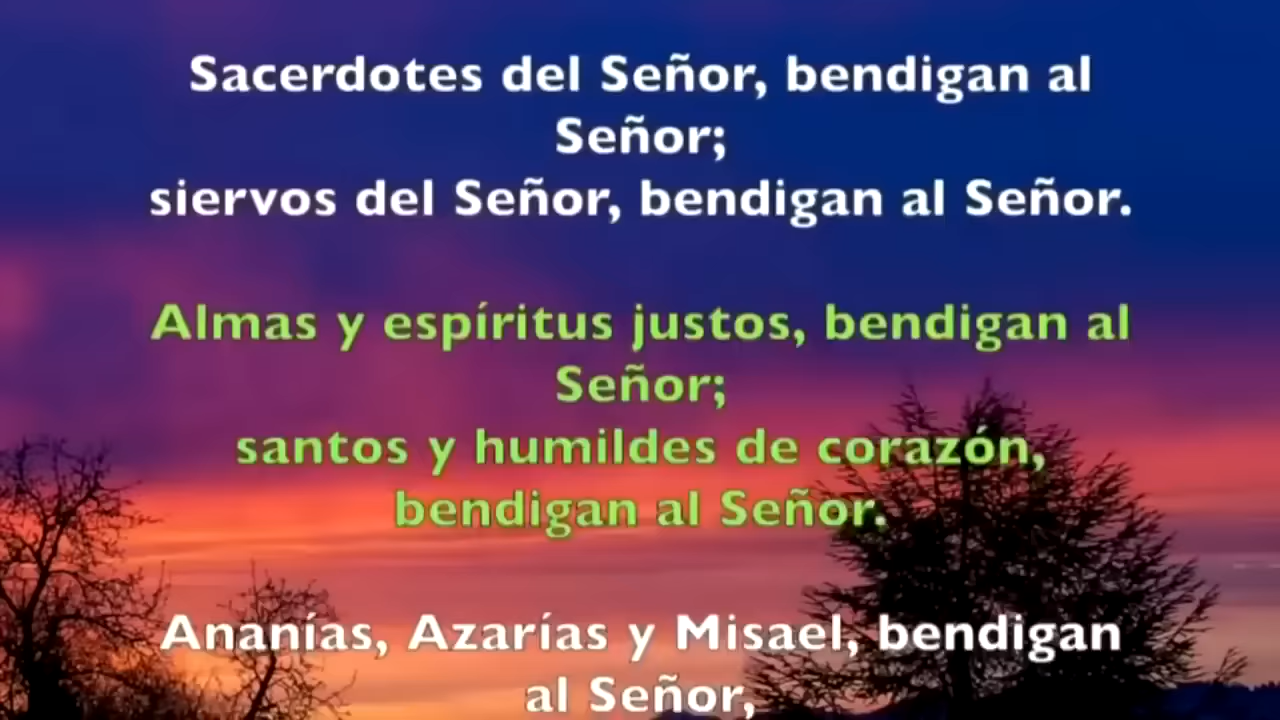 Sacerdotes del Señor, bendigan al
Señor;
siervos del Señor, bendigan al Señor.
Almas y espíritus justos, bendigan al
Señor;
santos y humildes de corazón,
bendigan al Señor.
Ananías, Azarías y Misael, bendigan
al Señor,